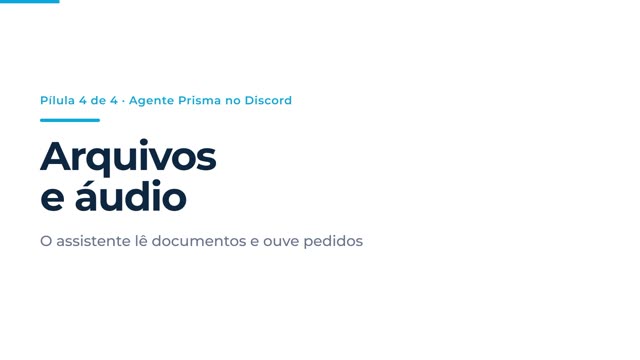 Pílula 4 de 4 · Agente Prisma no Discord
Arquivos
e áudio
O assistente lê documentos e ouve pedidos